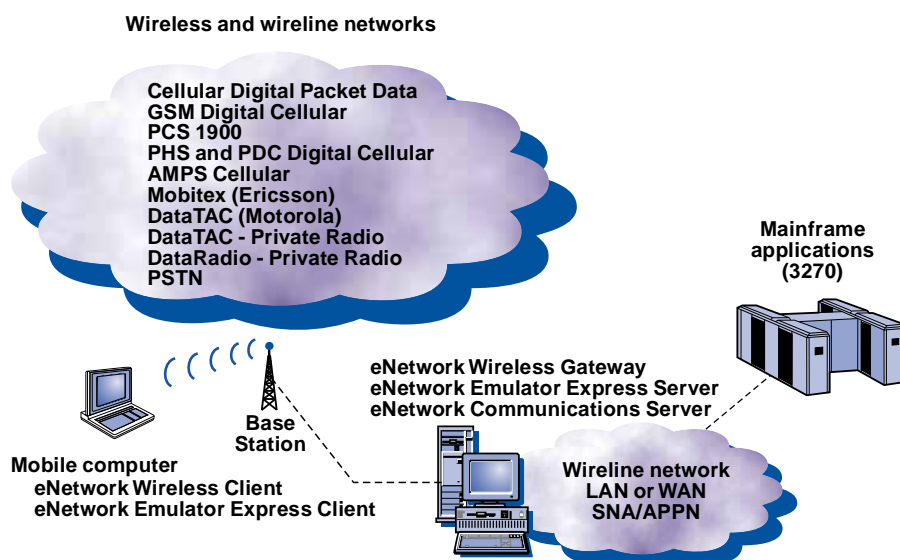 Wireless and wireline networks
Cellular Digital Packet Data
GSM Digital Cellular
PCS 1900
PHS and PDC Digital Cellular
AMPS Cellular
Mobitex (Ericsson)
DataTAC (Motorola)
DataTAC - Private Radio
DataRadio - Private Radio
PSTN
Mainframe
applications
(3270)
eNetwork Wireless Gateway
eNetwork Emulator Express Server
eNetwork Communications Server
Base
Station
Mobile computer
eNetwork Wireless Client
eNetwork Emulator Express Client
Wireline network
LAN or WAN
SNA/APPN